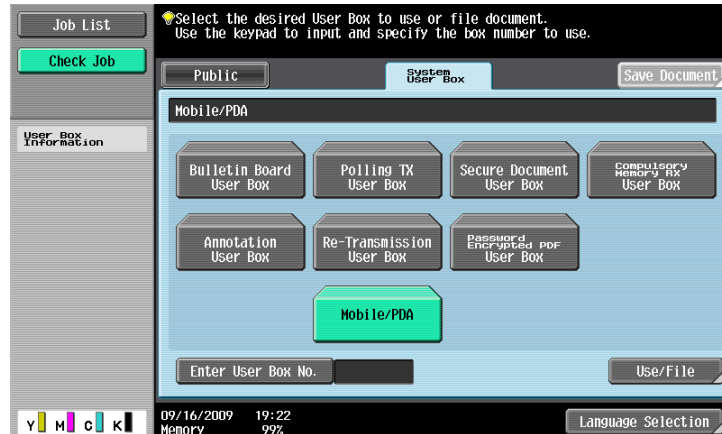 Job List
Check Job
User Box
Information
Select the desired User Box to use or file document.
Use the keypad to input and specify the box number to use.
Public
System
User Box
Save Document
Mobile/PDA
Bulletin Board
User Box
Polling TX
User Box
Secure Document
User Box
Compulsory
Memory RX
User Box
Annotation
User Box
Re-Transmission
User Box
Password
Encrypted PDF
User Box
Mobile/PDA
Enter User Box No.
Use/File
Y M C K
09/16/2009 19:22
Memory 99%
Language Selection